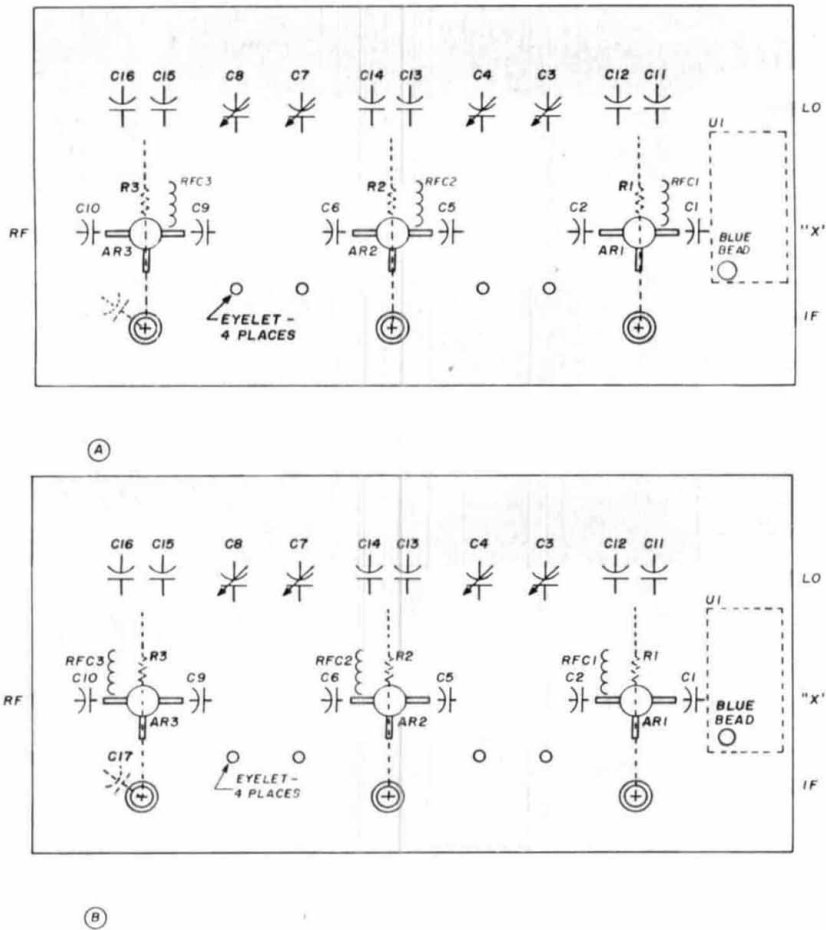 C16 C15 C8 C7 C14 C13 C4 C3 C12 C11
LO
U1
R3 RFC3 R2 RFC2 R1 RFC1
C10 C9 C6 C5 C2 C1
RF
"X"
BLUE
BEAD
AR3 AR2 AR1
EYELET -
4 PLACES
IF
A
C16 C15 C8 C7 C14 C13 C4 C3 C12 C11
LO
U1
RFC3 R3 RFC2 R2 RFC1 R1
C10 C9 C6 C5 C2 C1
RF
"X"
BLUE
BEAD
AR3 AR2 AR1
C17
EYELET -
4 PLACES
IF
B